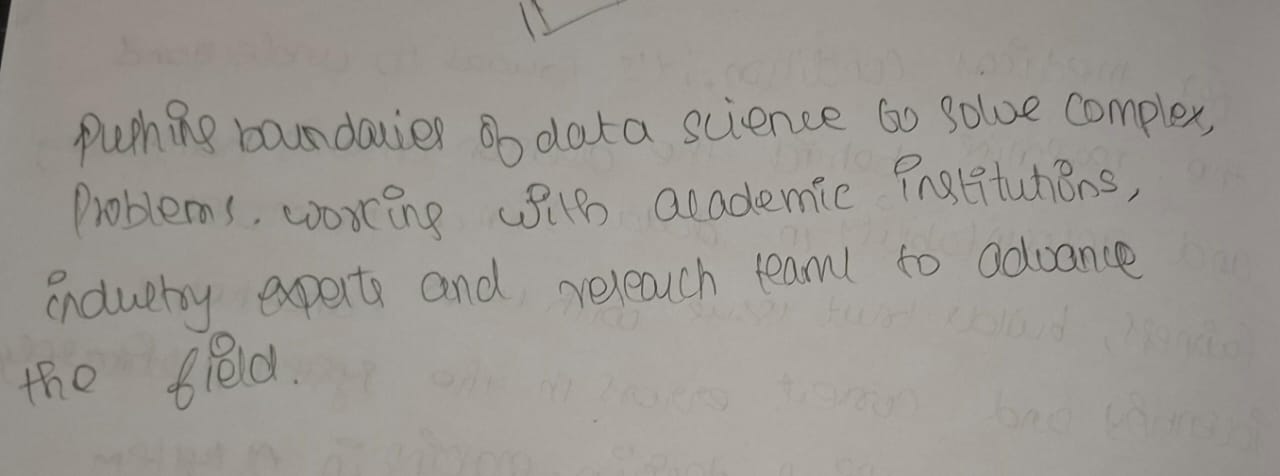 Pushing boundaries of data science to solve complex,
Problems. working with academic institutions,
industry experts and research teams to advance
the field.